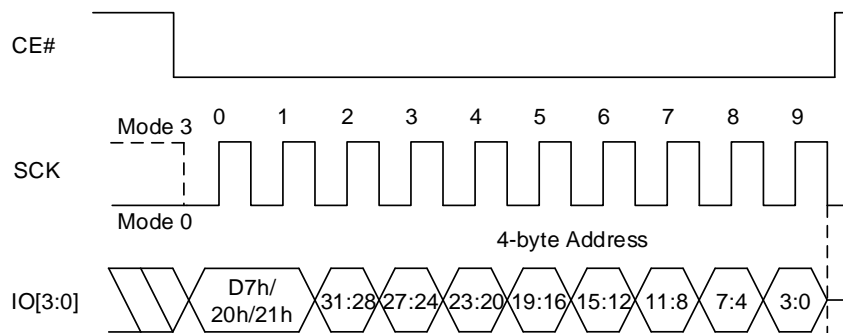 CE#
0 1 2 3 4 5 6 7 8 9
Mode 3
SCK
Mode 0
4-byte Address
IO[3:0]
D7h/
20h/21h
31:28 27:24 23:20 19:16 15:12 11:8 7:4 3:0